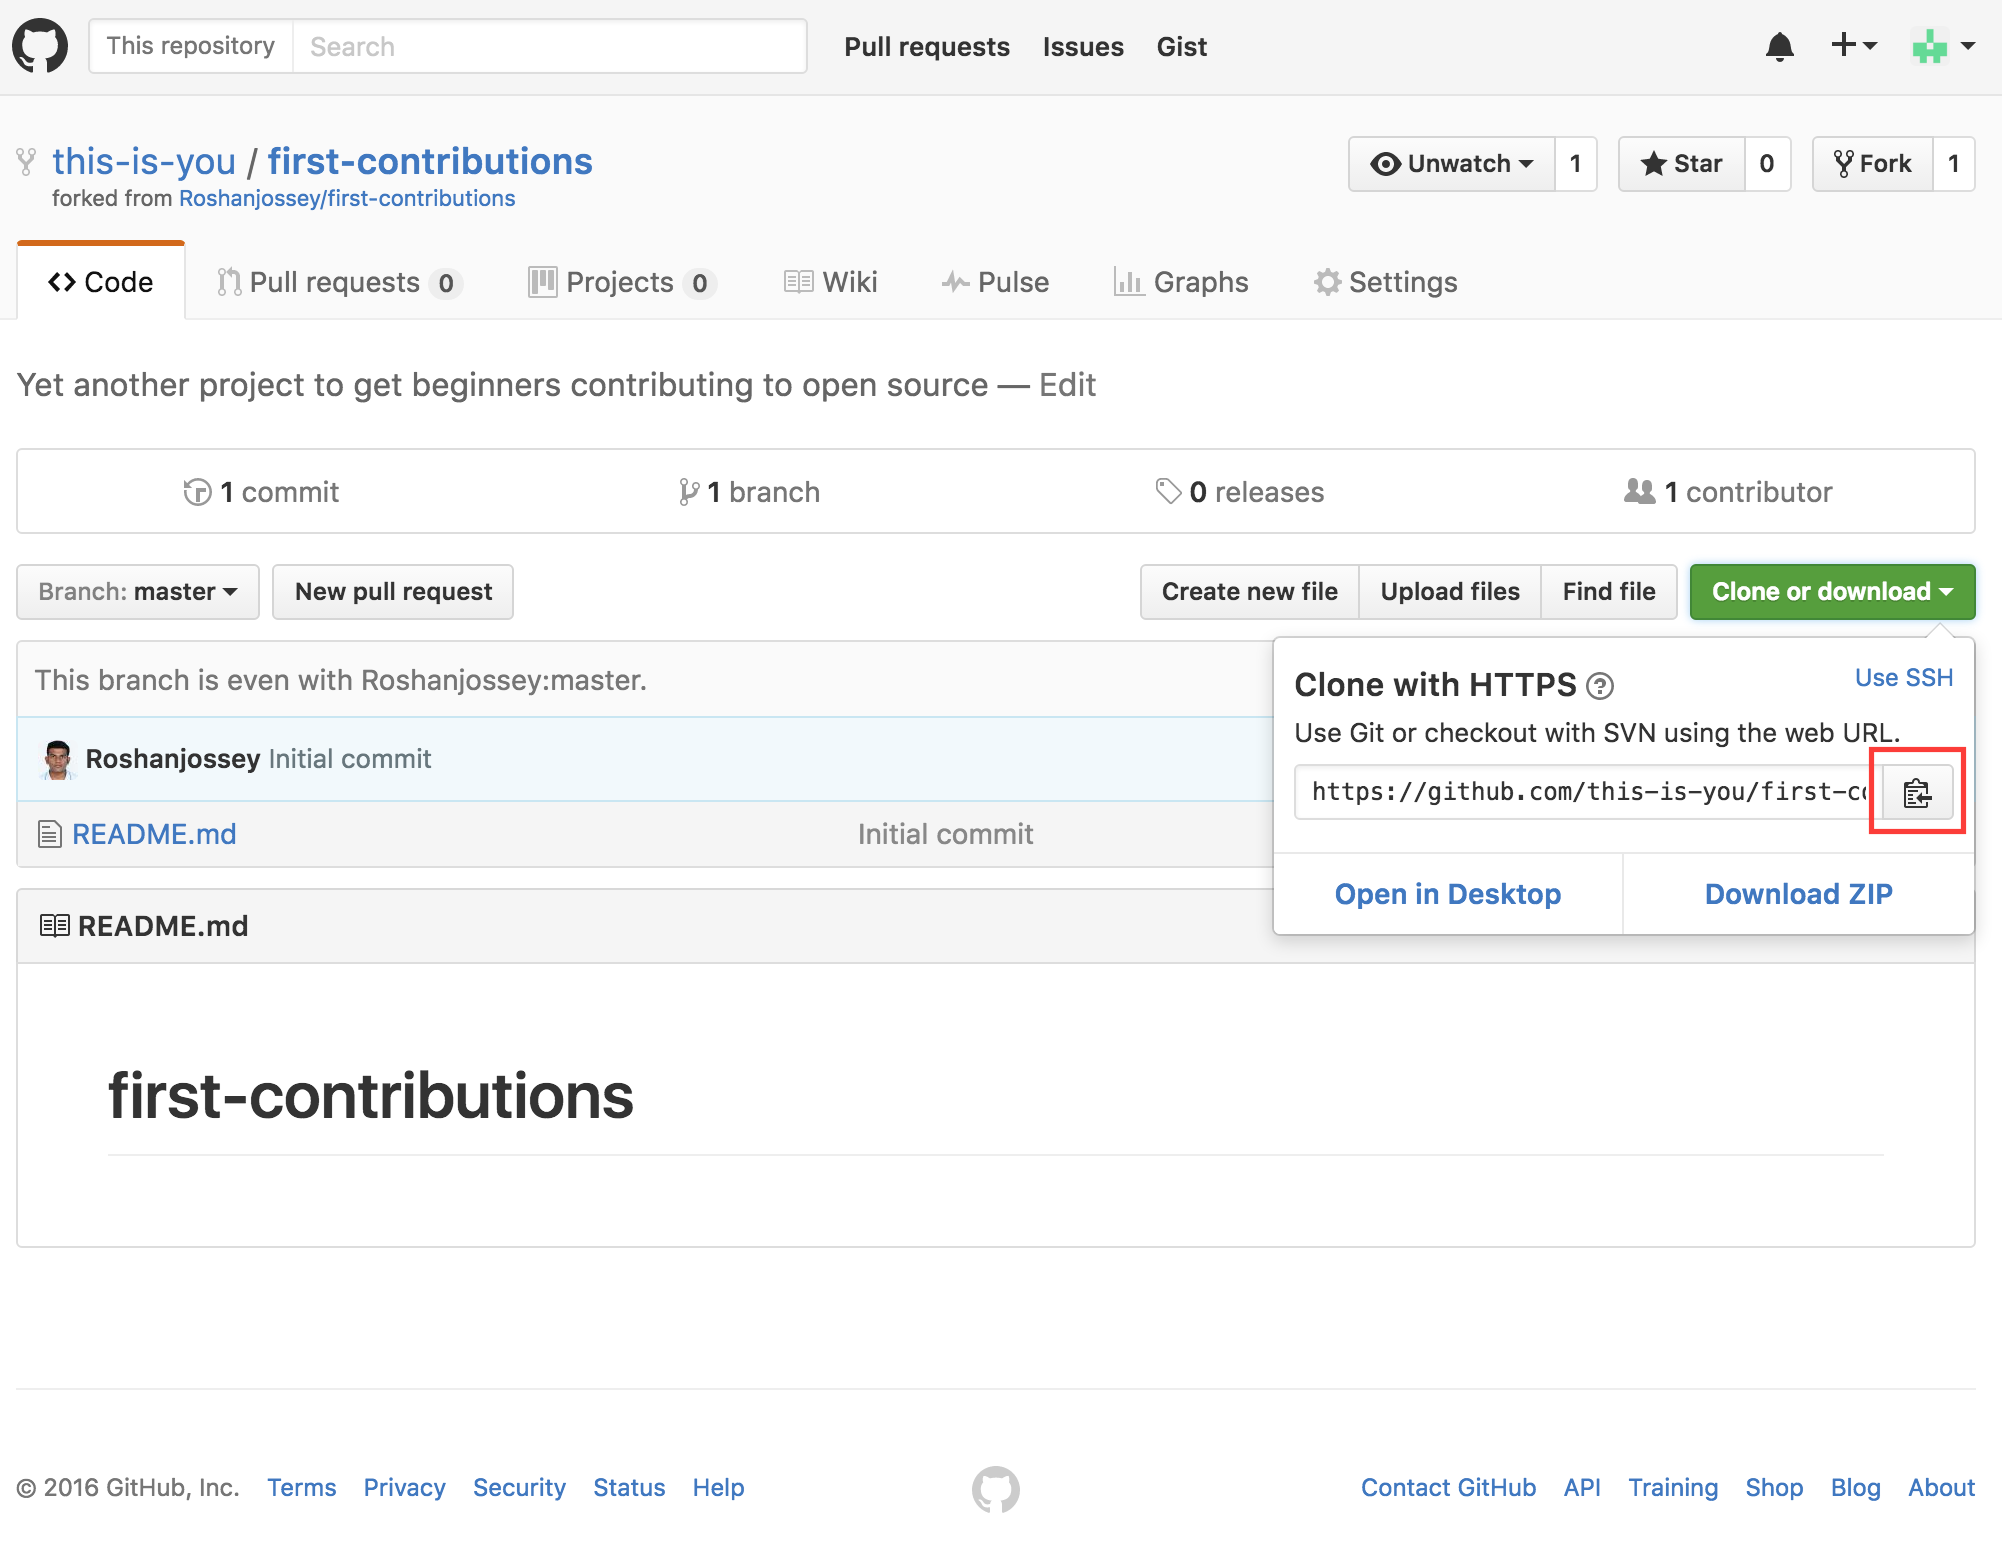 This repository Search Pull requests Issues Gist
this-is-you / first-contributions
forked from Roshanjossey/first-contributions
Unwatch 1 Star 0 Fork 1
Code Pull requests 0 Projects 0 Wiki Pulse Graphs Settings
Yet another project to get beginners contributing to open source — Edit
1 commit 1 branch 0 releases 1 contributor
Branch: master New pull request Create new file Upload files Find file Clone or download
This branch is even with Roshanjossey:master.
Roshanjossey Initial commit
README.md Initial commit
Clone with HTTPS ? Use SSH
Use Git or checkout with SVN using the web URL.
https://github.com/this-is-you/first-co
Open in Desktop Download ZIP
README.md
first-contributions
© 2016 GitHub, Inc. Terms Privacy Security Status Help Contact GitHub API Training Shop Blog About